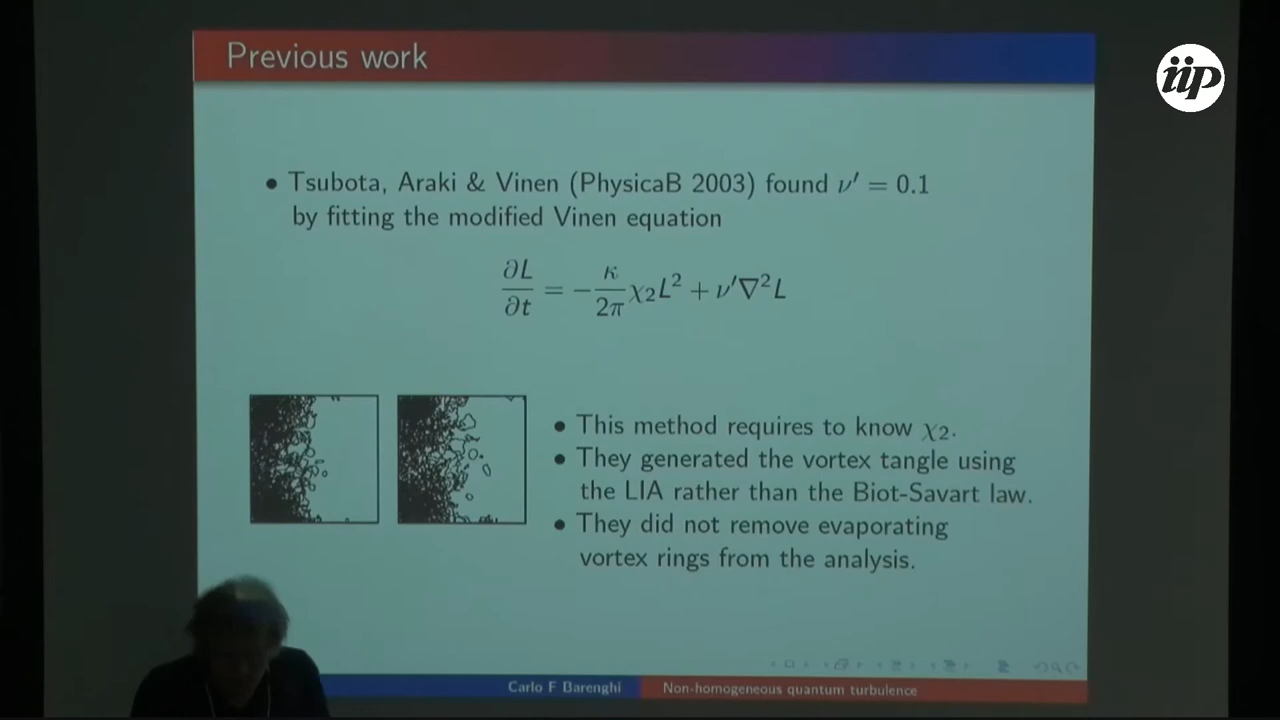 Previous work
iip
• Tsubota, Araki & Vinen (PhysicaB 2003) found ν′ = 0.1
by fitting the modified Vinen equation
∂L/∂t = −κ/2π χ₂L² + ν′∇²L
• This method requires to know χ₂.
• They generated the vortex tangle using
the LIA rather than the Biot-Savart law.
• They did not remove evaporating
vortex rings from the analysis.
Carlo F Barenghi
Non-homogeneous quantum turbulence